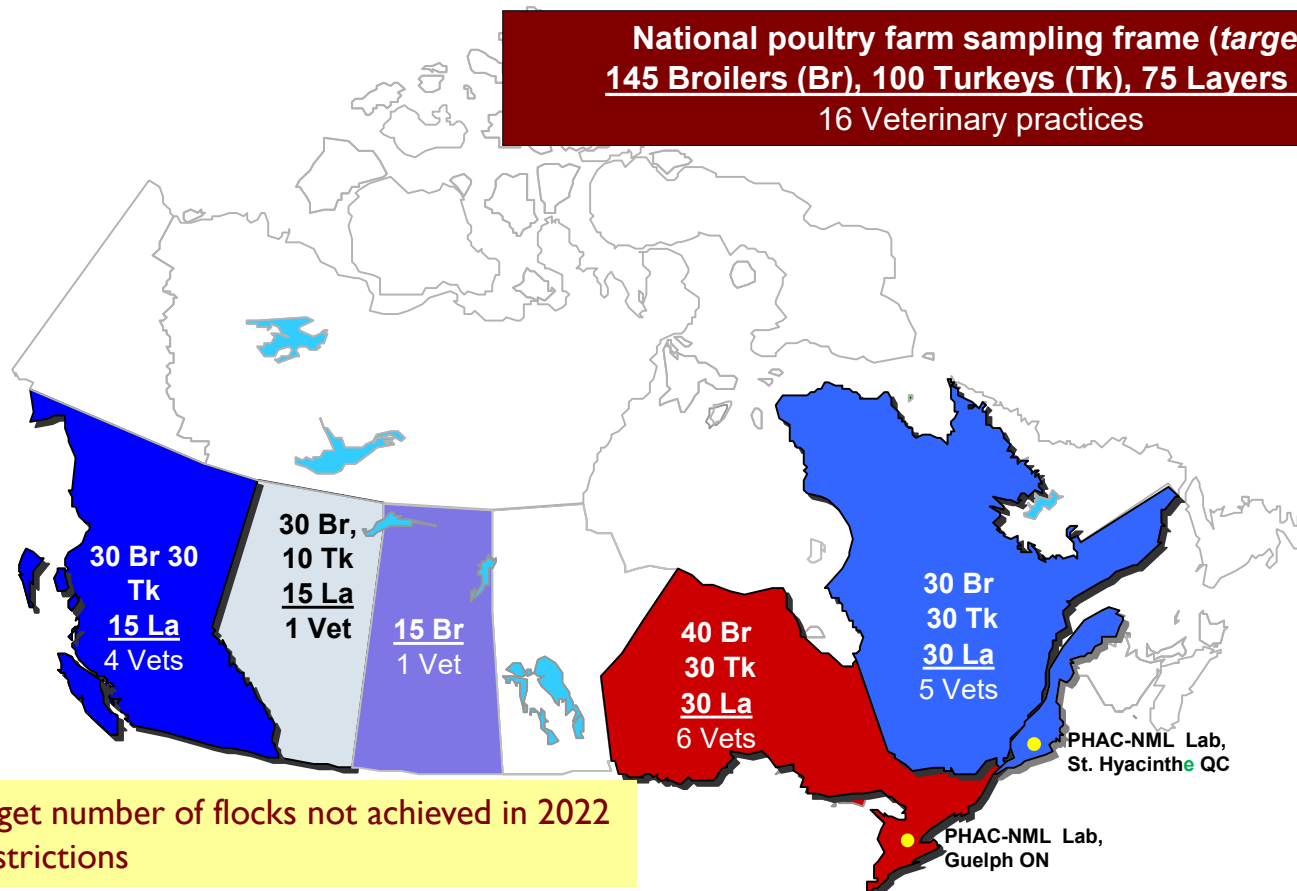 National poultry farm sampling frame (targe
145 Broilers (Br), 100 Turkeys (Tk), 75 Layers
16 Veterinary practices
30 Br 30
Tk
15 La
4 Vets
30 Br,
10 Tk
15 La
1 Vet
15 Br
1 Vet
40 Br
30 Tk
30 La
6 Vets
30 Br
30 Tk
30 La
5 Vets
PHAC-NML Lab,
St. Hyacinthe QC
PHAC-NML Lab,
Guelph ON
get number of flocks not achieved in 2022
strictions